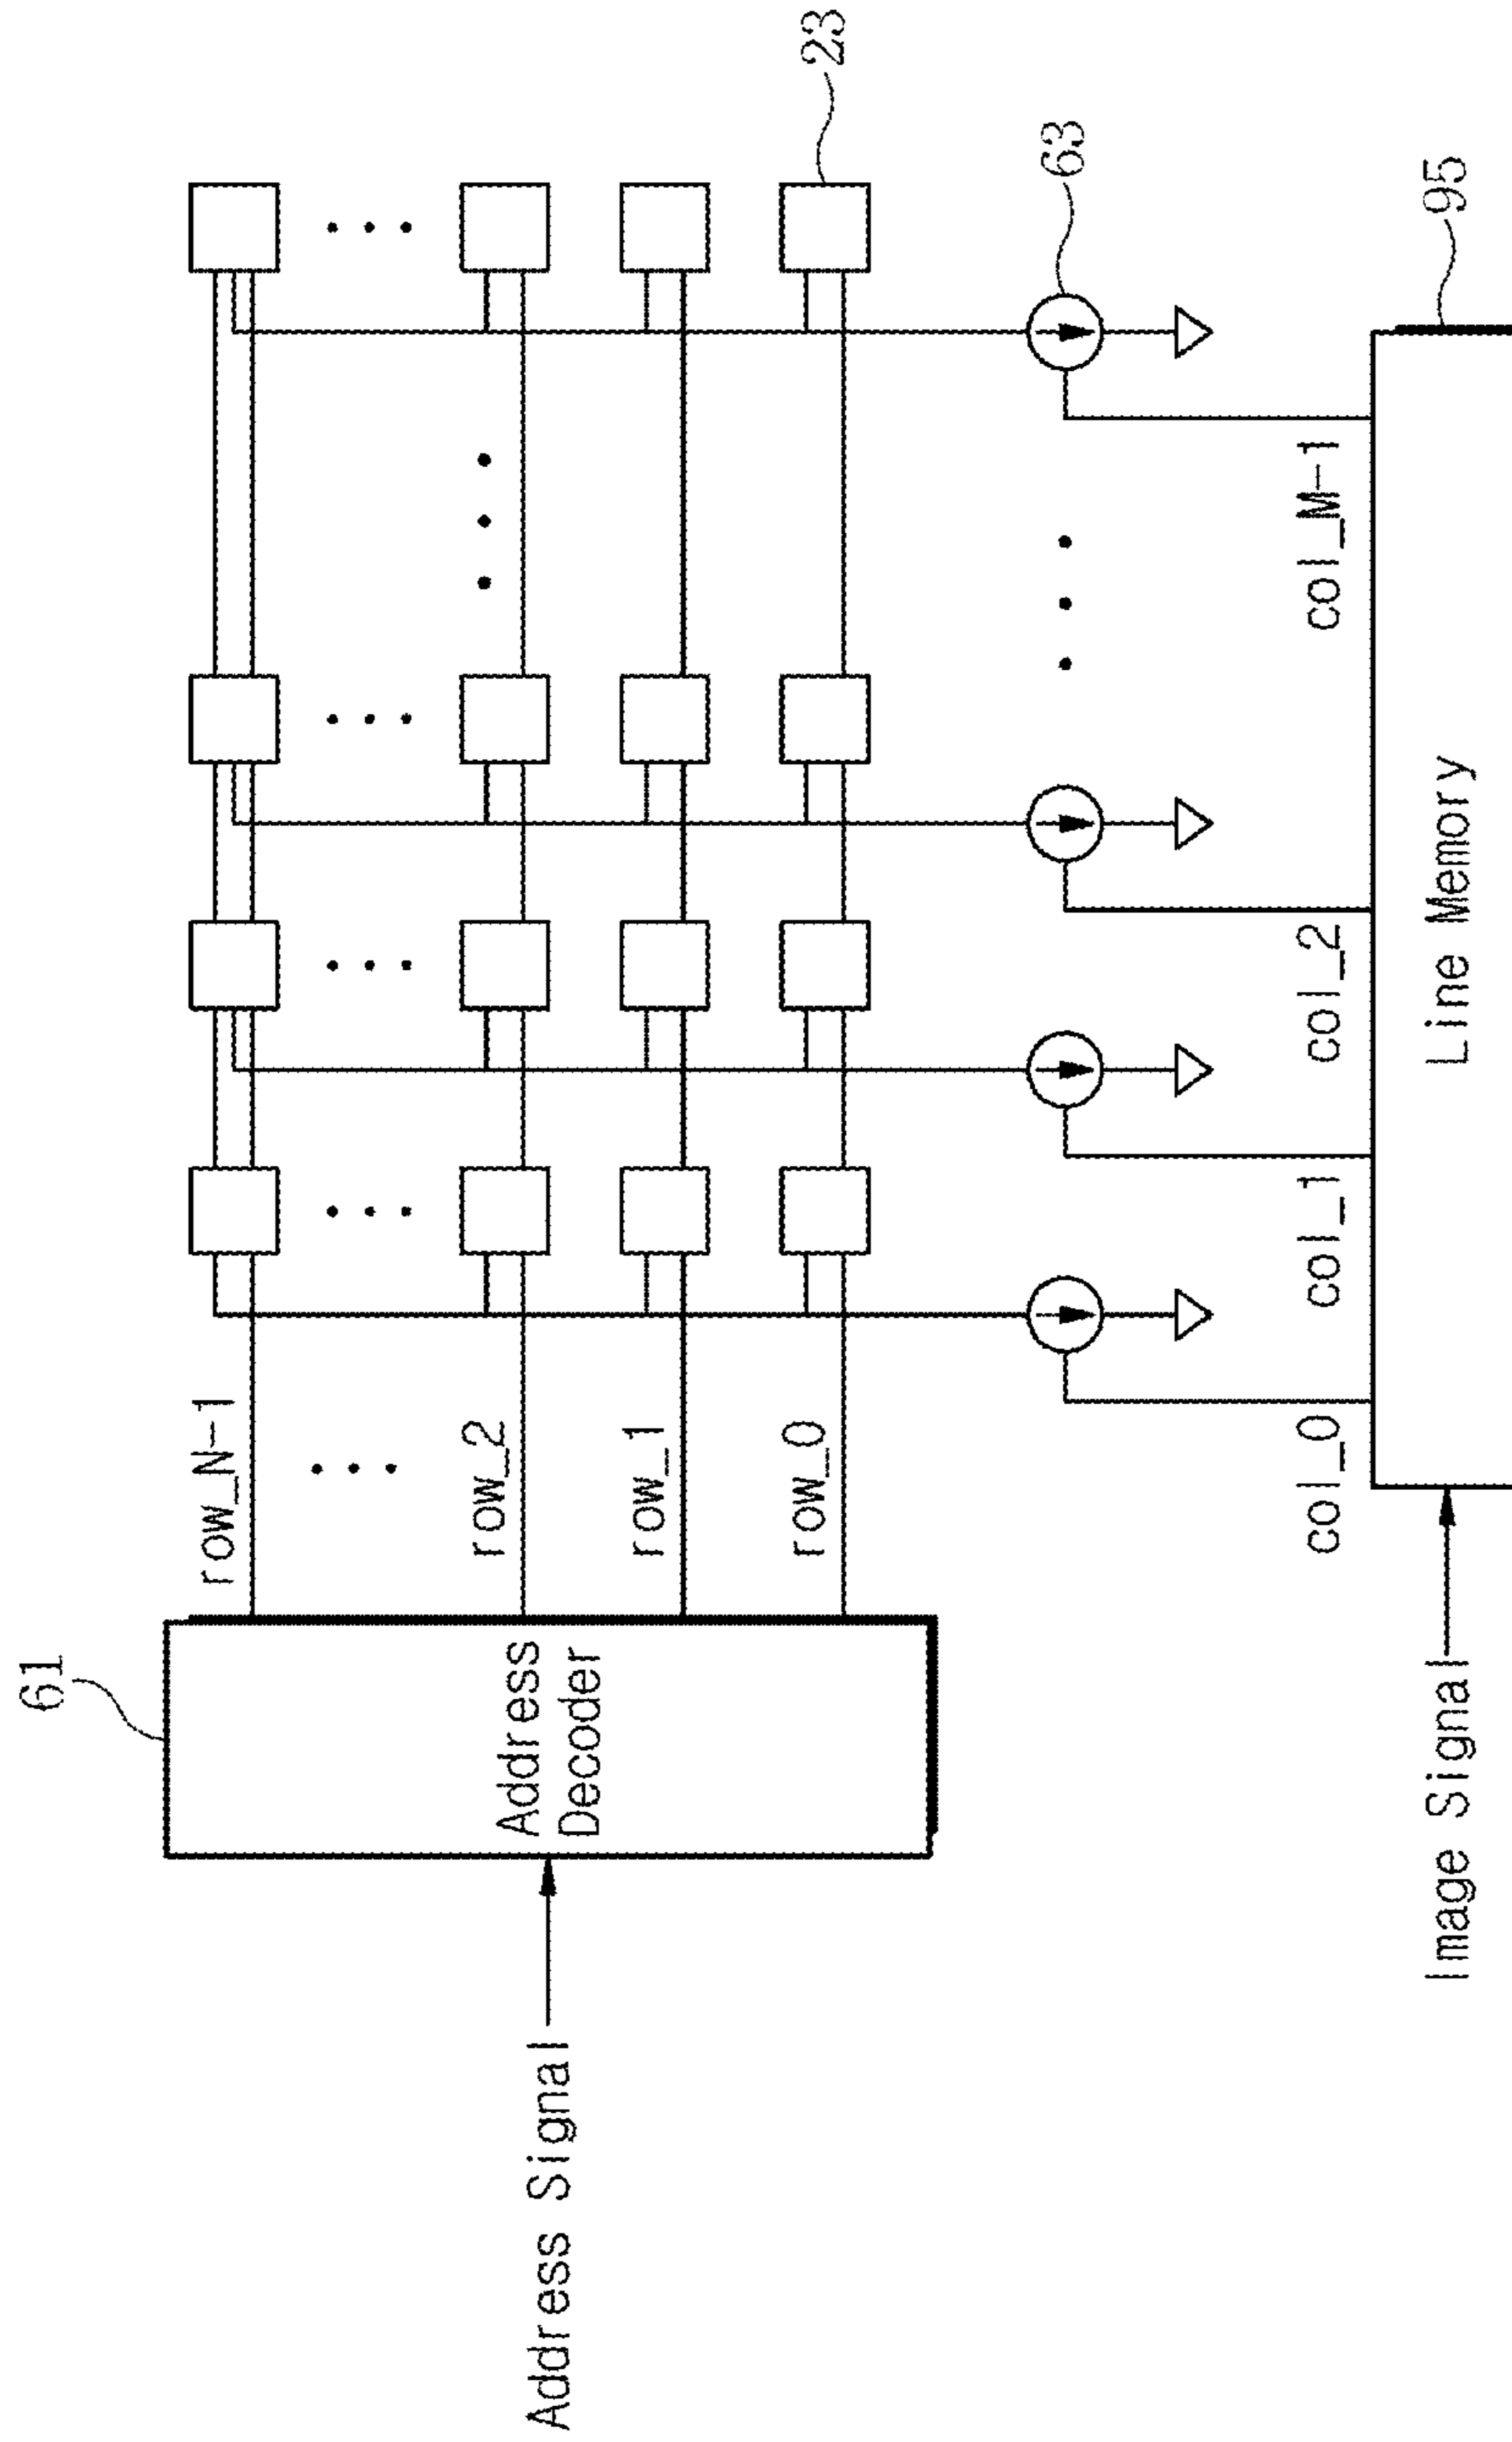 61
Address Signal
Address
Decoder
row_N-1
row_2
row_1
row_0
23
63
col_0
col_1
col_2
col_M-1
95
Image Signal
Line Memory